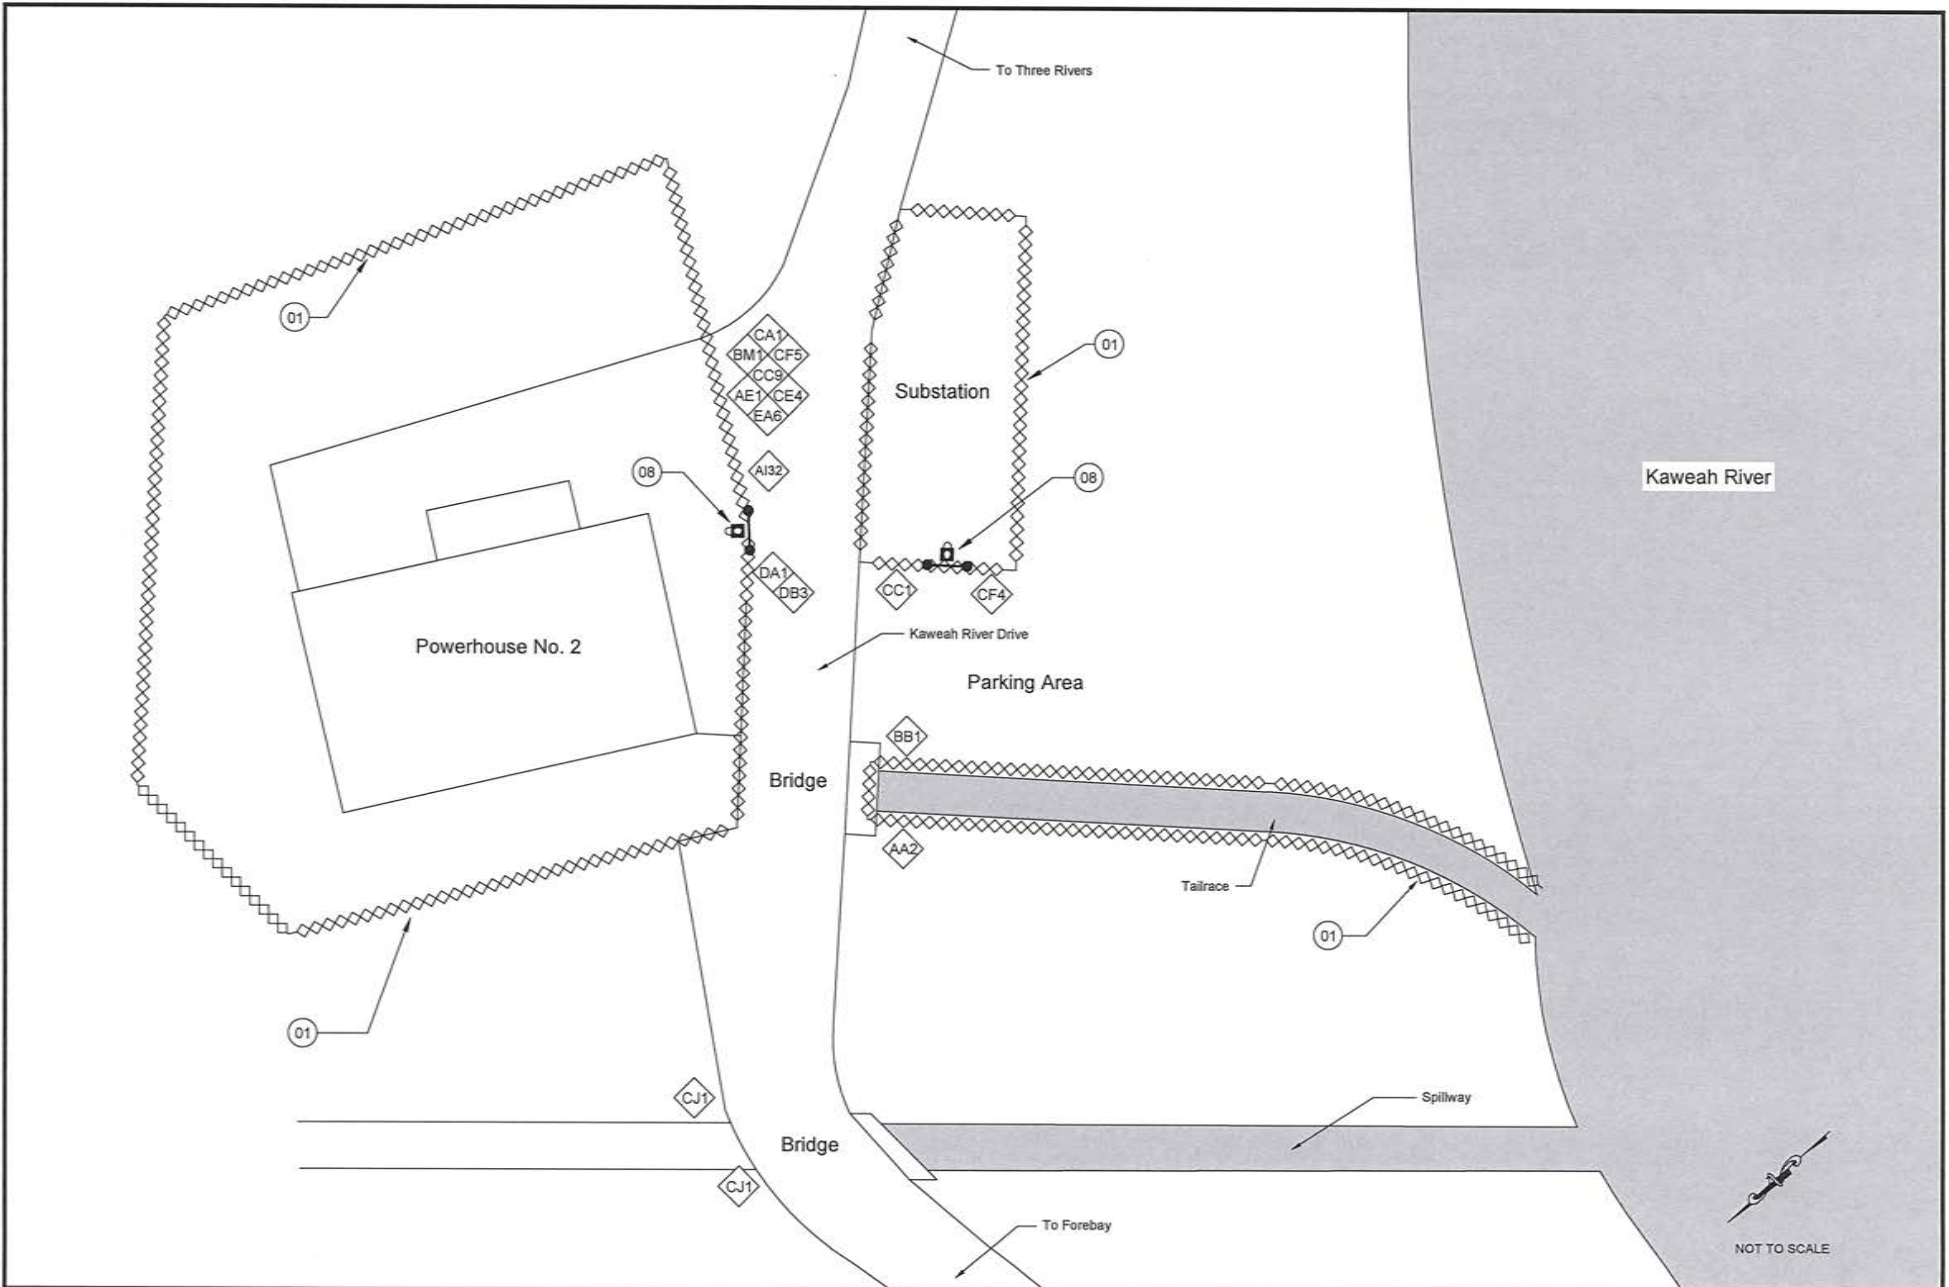 To Three Rivers
01
CA1
BM1 CF5
CC9
AE1 CE4
EA6
01
Substation
08
AI32
08
Kaweah River
DA1
DB3
CC1
CF4
Kaweah River Drive
Powerhouse No. 2
Parking Area
BB1
Bridge
AA2
Tailrace
01
01
CJ1
Spillway
Bridge
CJ1
To Forebay
NOT TO SCALE